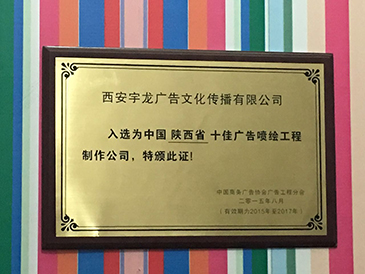 西安宇龙广告文化传播有限公司
入选为中国 陕西省 十佳广告喷绘工程
制作公司，特颁此证！
中国商务广告协会广告工程分会
二零一五年八月
(有效期为2015年至2017年)